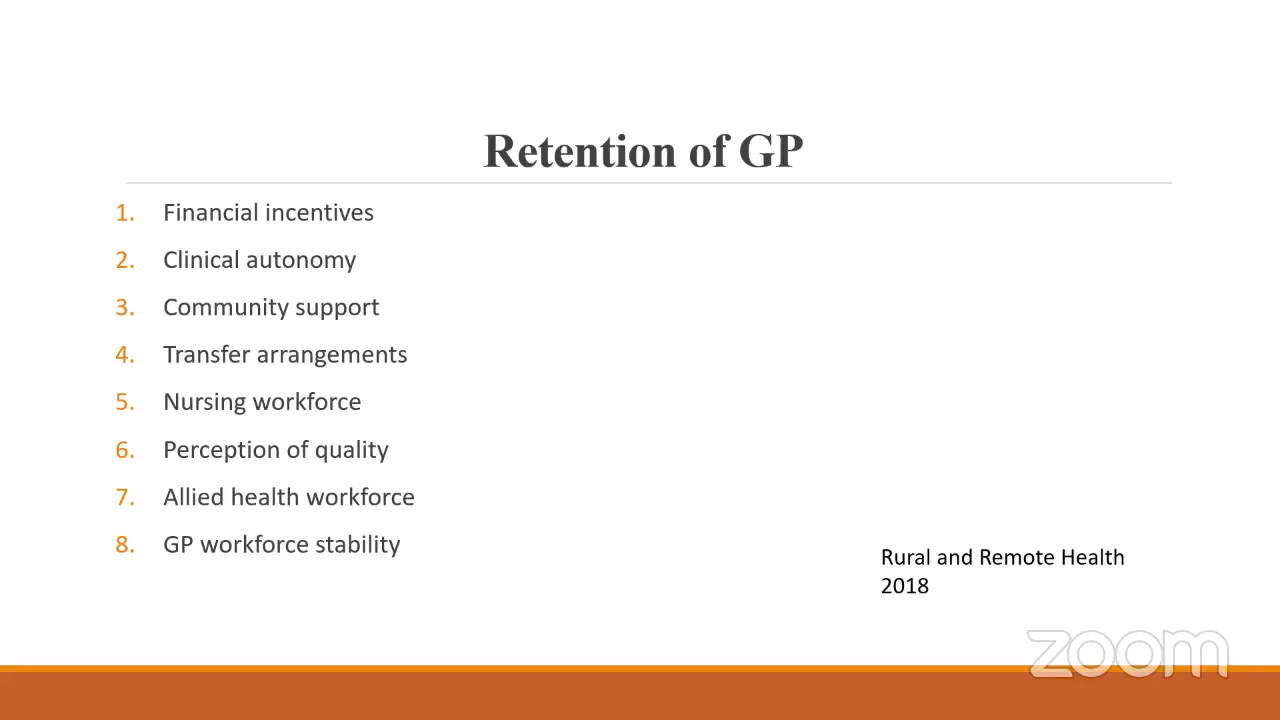 Retention of GP
1. Financial incentives
2. Clinical autonomy
3. Community support
4. Transfer arrangements
5. Nursing workforce
6. Perception of quality
7. Allied health workforce
8. GP workforce stability
Rural and Remote Health
2018
zoom